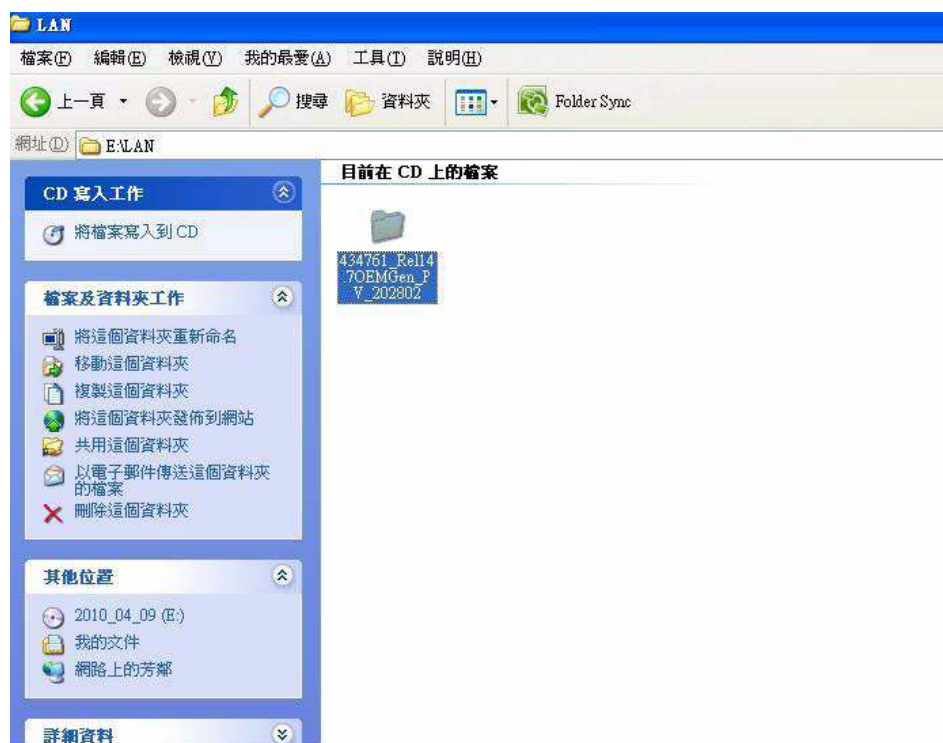 LAN
檔案(F) 編輯(E) 檢視(V) 我的最愛(A) 工具(T) 說明(H)
上一頁 搜尋 資料夾 Folder Sync
網址(D) E:\LAN
目前在 CD 上的檔案
CD 寫入工作
將檔案寫入到 CD
434761_Rel14
.7OEMGen_P
V_202802
檔案及資料夾工作
將這個資料夾重新命名
移動這個資料夾
複製這個資料夾
將這個資料夾發佈到網站
共用這個資料夾
以電子郵件傳送這個資料夾
的檔案
刪除這個資料夾
其他位置
2010_04_09 (E:)
我的文件
網路上的芳鄰
詳細資料